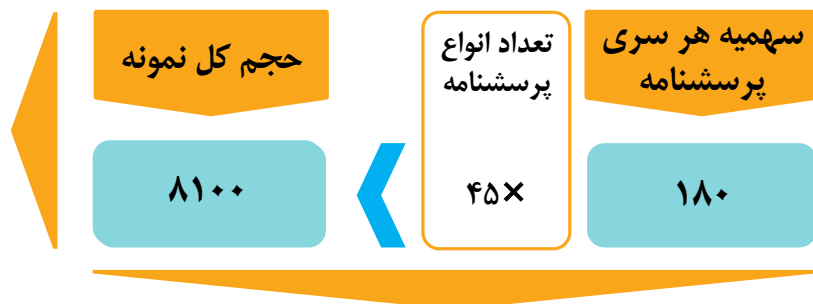 سهمیه هر سری
پرسشنامه
تعداد انواع
پرسشنامه
حجم کل نمونه
۱۸۰
×۴۵
۸۱۰۰